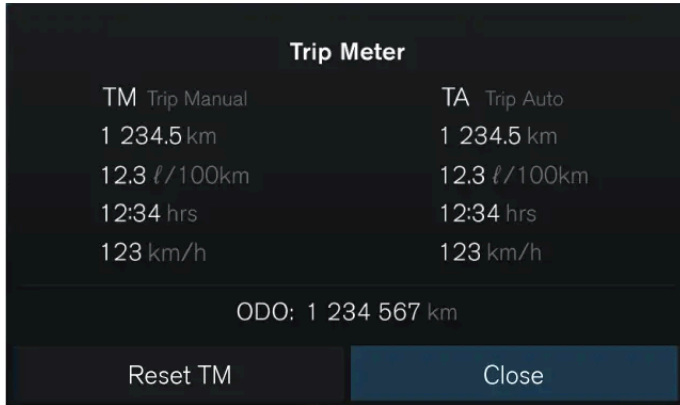 Trip Meter
TM Trip Manual
TA Trip Auto
1 234.5 km
1 234.5 km
12.3 ℓ/100km
12.3 ℓ/100km
12:34 hrs
12:34 hrs
123 km/h
123 km/h
ODO: 1 234 567 km
Reset TM
Close